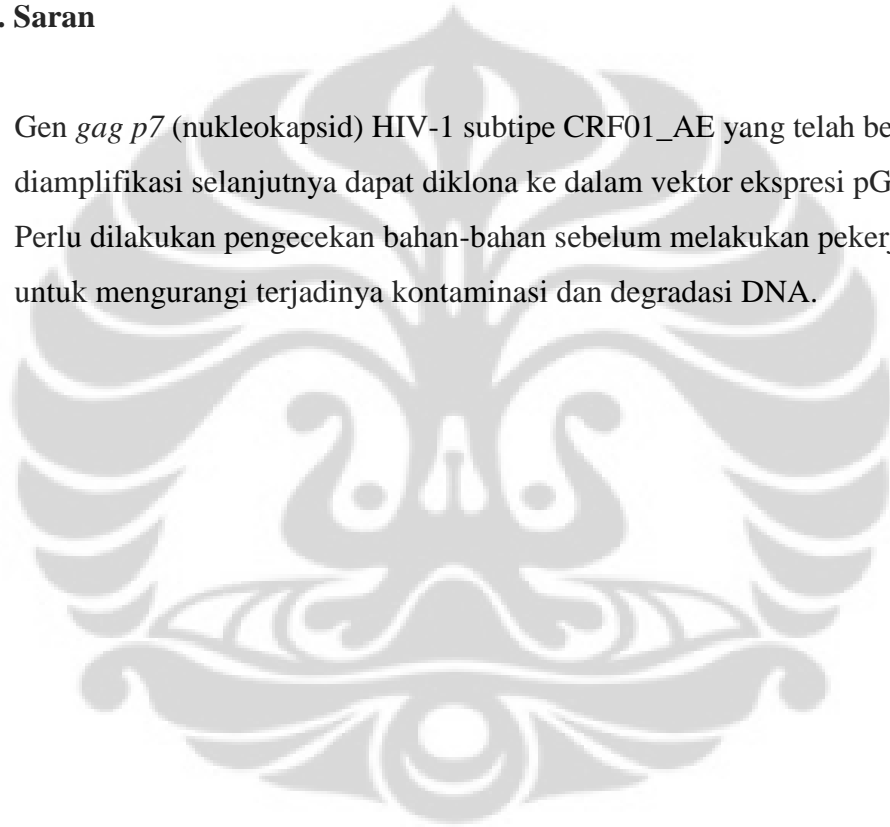 . Saran
Gen gag p7 (nukleokapsid) HIV-1 subtipe CRF01_AE yang telah be
diamplifikasi selanjutnya dapat diklona ke dalam vektor ekspresi pG
Perlu dilakukan pengecekan bahan-bahan sebelum melakukan pekerj
untuk mengurangi terjadinya kontaminasi dan degradasi DNA.